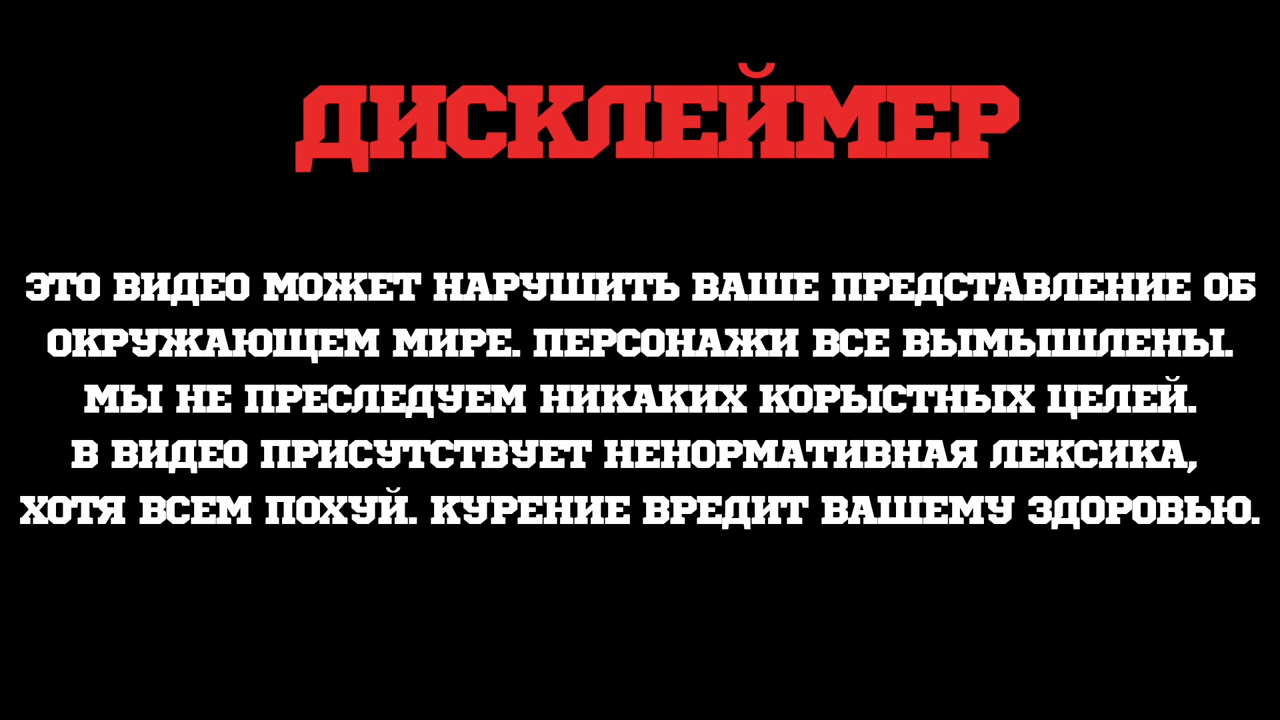 ДИСКЛЕЙМЕР
ЭТО ВИДЕО МОЖЕТ НАРУШИТЬ ВАШЕ ПРЕДСТАВЛЕНИЕ ОБ
ОКРУЖАЮЩЕМ МИРЕ. ПЕРСОНАЖИ ВСЕ ВЫМЫШЛЕНЫ.
МЫ НЕ ПРЕСЛЕДУЕМ НИКАКИХ КОРЫСТНЫХ ЦЕЛЕЙ.
В ВИДЕО ПРИСУТСТВУЕТ НЕНОРМАТИВНАЯ ЛЕКСИКА,
ХОТЯ ВСЕМ ПОХУЙ. КУРЕНИЕ ВРЕДИТ ВАШЕМУ ЗДОРОВЬЮ.